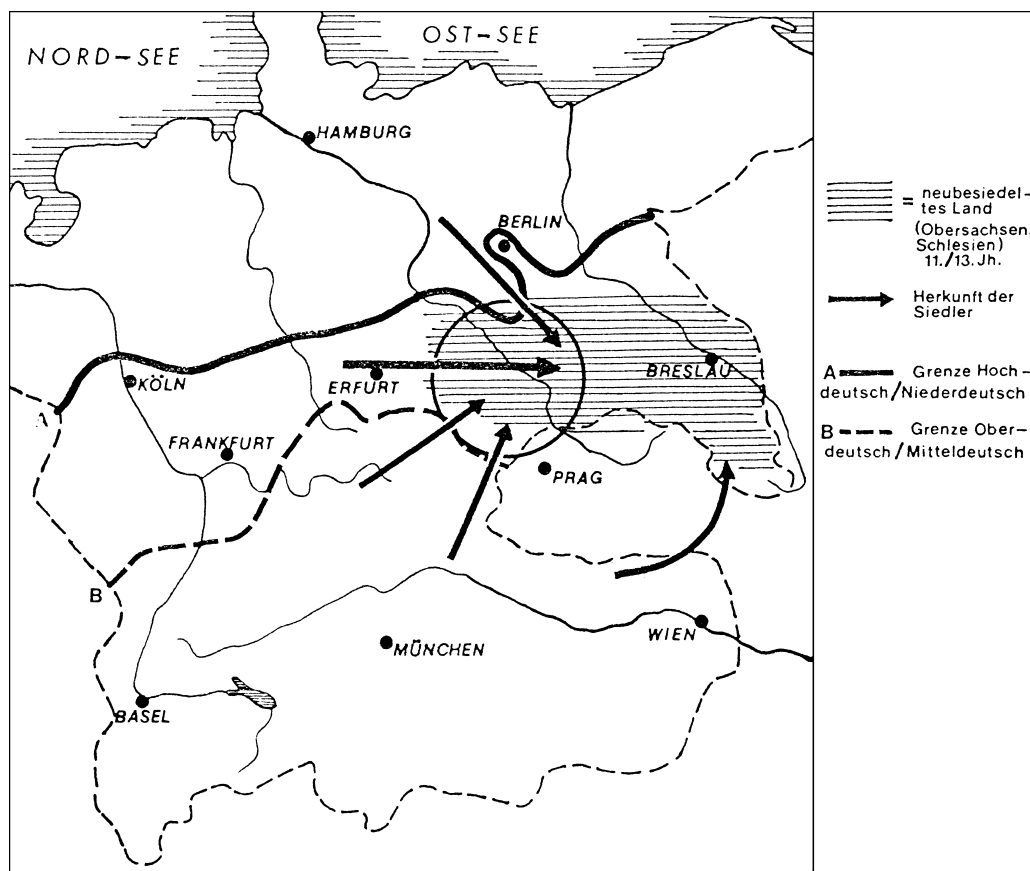 NORD-SEE
OST-SEE
HAMBURG
BERLIN
KÖLN
ERFURT
BRESLAU
A
FRANKFURT
PRAG
B
MÜNCHEN
WIEN
BASEL
= neubesiedel-
tes Land
(Obersachsen,
Schlesien)
11./13. Jh.
Herkunft der
Siedler
A Grenze Hoch-
deutsch/Niederdeutsch
B Grenze Ober-
deutsch/Mitteldeutsch